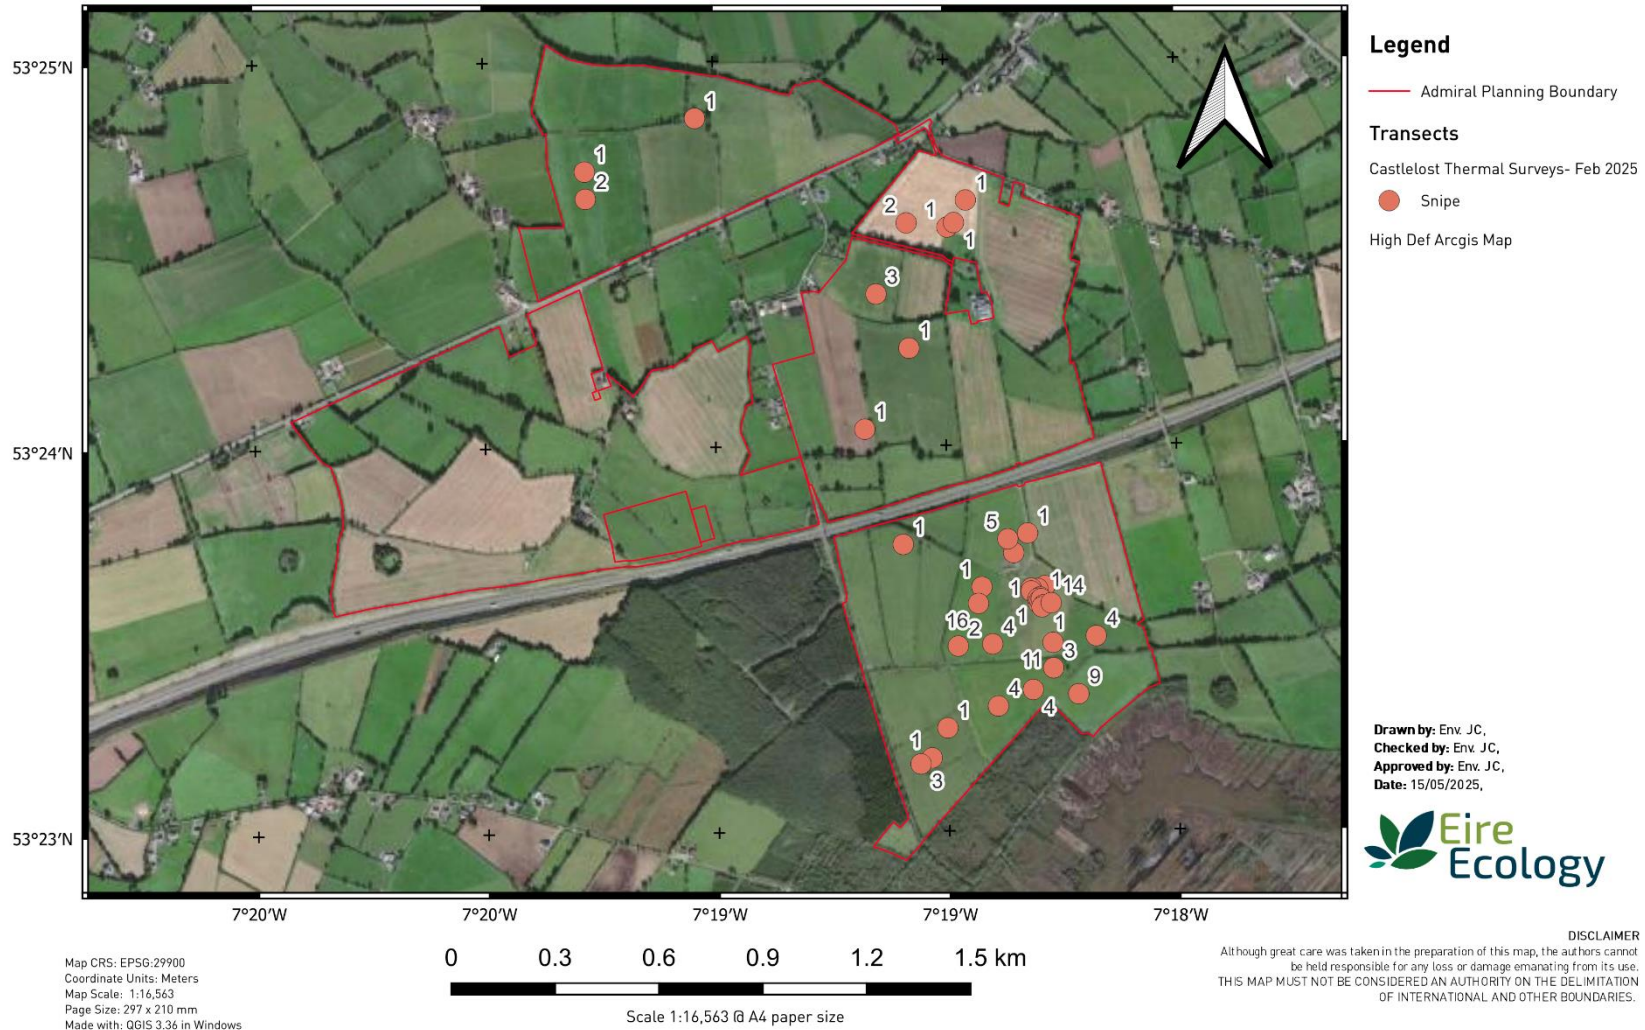 53°25'N
53°24'N
53°23'N
7°20'W
7°20'W
7°19'W
7°19'W
7°18'W
1
1
2
1
2
1
1
3
1
1
1
5
1
1
1
1
14
16
2
4
1
1
4
11
3
4
9
4
1
1
3
Legend
Admiral Planning Boundary
Transects
Castlelost Thermal Surveys- Feb 2025
Snipe
High Def Arcgis Map
Drawn by: Env. JC,
Checked by: Env. JC,
Approved by: Env. JC,
Date: 15/05/2025,
Eire
Ecology
Map CRS: EPSG:29900
Coordinate Units: Meters
Map Scale: 1:16,563
Page Size: 297 x 210 mm
Made with: QGIS 3.36 in Windows
0 0.3 0.6 0.9 1.2 1.5 km
Scale 1:16,563 @ A4 paper size
DISCLAIMER
Although great care was taken in the preparation of this map, the authors cannot
be held responsible for any loss or damage emanating from its use.
THIS MAP MUST NOT BE CONSIDERED AN AUTHORITY ON THE DELIMITATION
OF INTERNATIONAL AND OTHER BOUNDARIES.